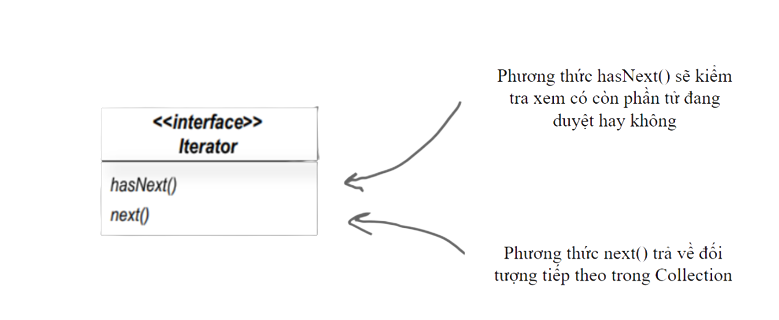 Phương thức hasNext() sẽ kiểm
tra xem có còn phần tử đang
duyệt hay không
<<interface>>
Iterator
hasNext()
next()
Phương thức next() trả về đối
tượng tiếp theo trong Collection